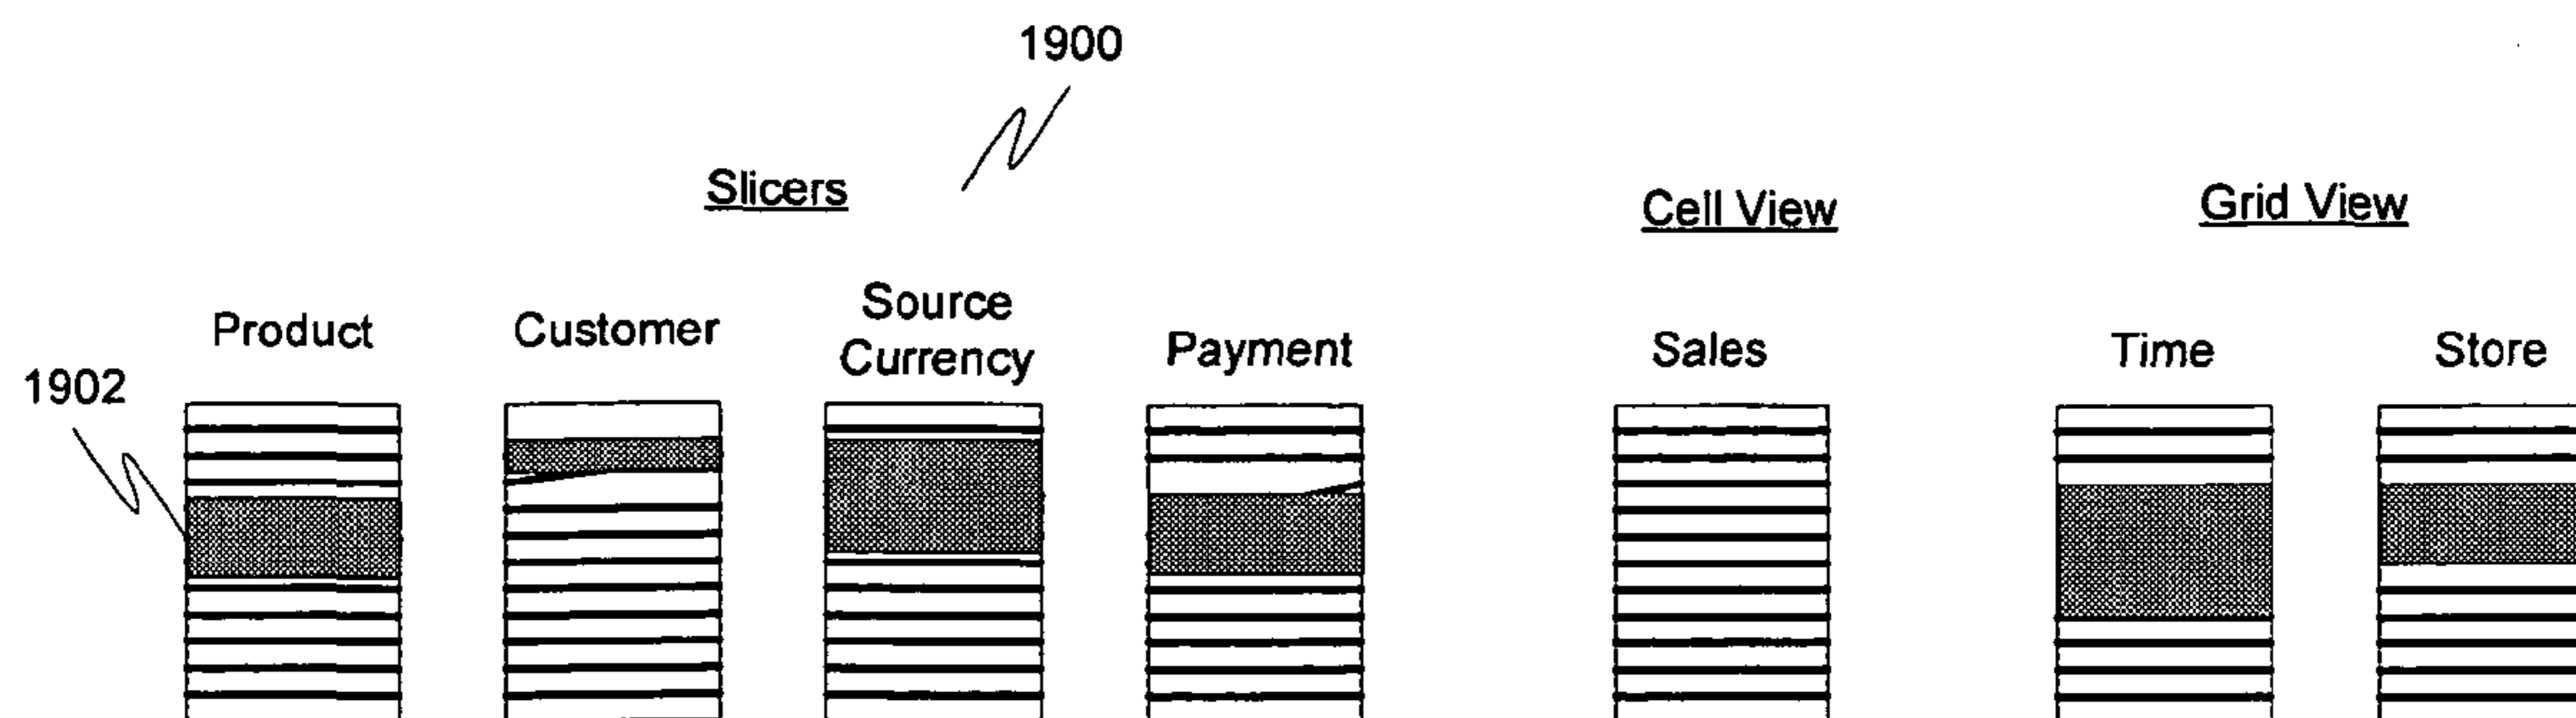 1900
Slicers
Cell View
Grid View
Product
Customer
Source
Currency
Payment
Sales
Time
Store
1902